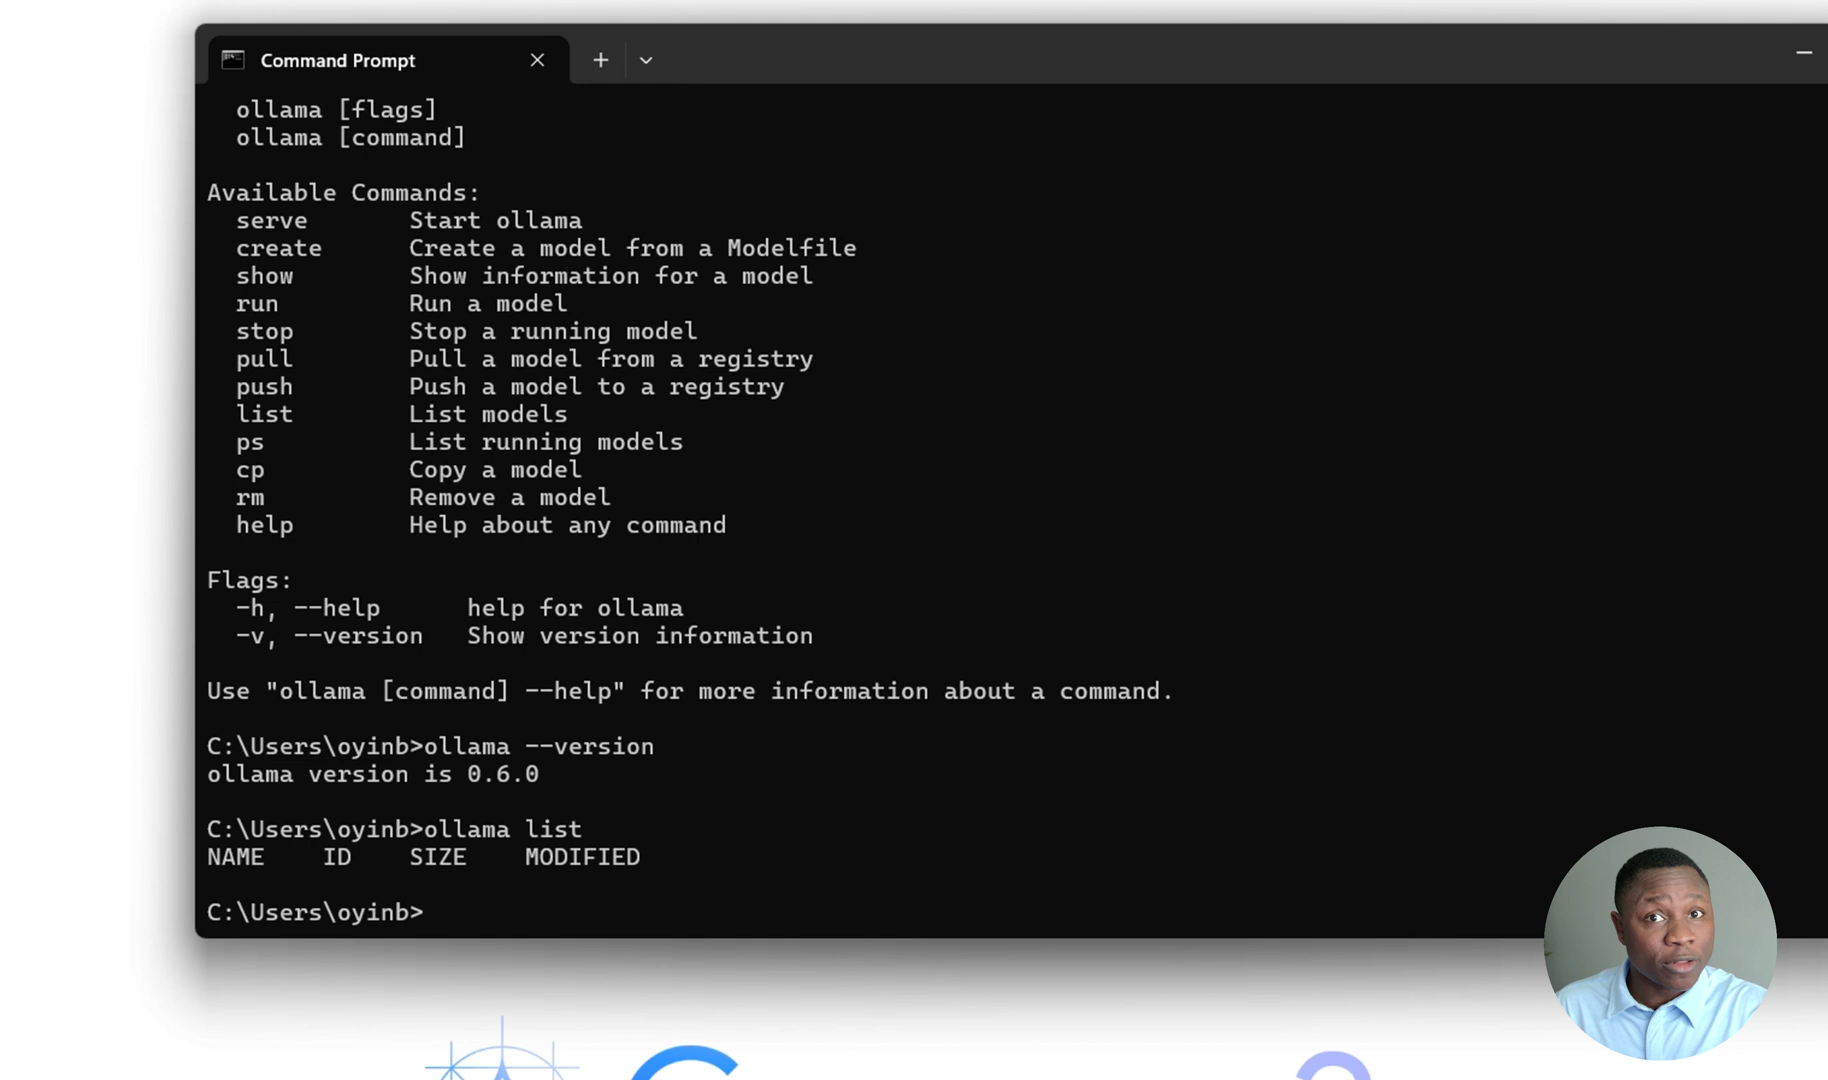 Command Prompt
ollama [flags]
ollama [command]
Available Commands:
serve Start ollama
create Create a model from a Modelfile
show Show information for a model
run Run a model
stop Stop a running model
pull Pull a model from a registry
push Push a model to a registry
list List models
ps List running models
cp Copy a model
rm Remove a model
help Help about any command
Flags:
-h, --help help for ollama
-v, --version Show version information
Use "ollama [command] --help" for more information about a command.
C:\Users\oyinb>ollama --version
ollama version is 0.6.0
C:\Users\oyinb>ollama list
NAME ID SIZE MODIFIED
C:\Users\oyinb>